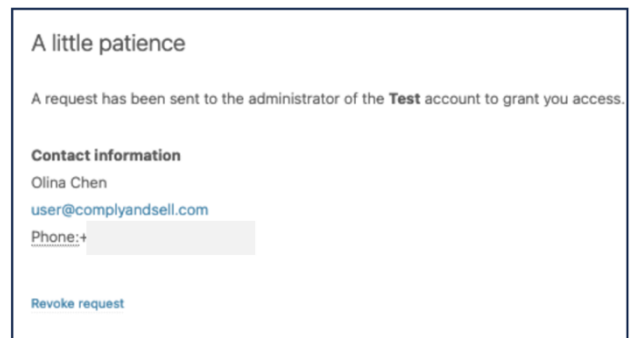 A little patience
A request has been sent to the administrator of the Test account to grant you access.
Contact information
Olina Chen
user@complyandsell.com
Phone:+
Revoke request